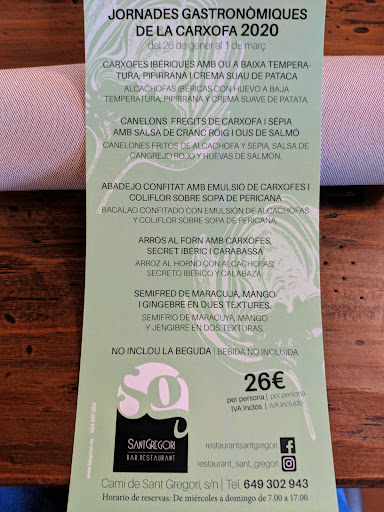 JORNADES GASTRONÒMIQUES
DE LA CARXOFA 2020
del 26 de gener al 1 de març
CARXOFES IBÈRIQUES AMB OU A BAIXA TEMPERA-
TURA, PIPIRRANA I CREMA SUAU DE PATACA
ALCACHOFAS IBÉRICAS CON HUEVO A BAJA
TEMPERATURA, PIPIRRANA Y CREMA SUAVE DE PATATA.
CANELONS FREGITS DE CARXOFA I SÉPIA
AMB SALSA DE CRANC ROIG I OUS DE SALMÓ
CANELONES FRITOS DE ALCACHOFA Y SEPIA, SALSA DE
CANGREJO ROJO Y HUEVAS DE SALMON.
ABADEJO CONFITAT AMB EMULSIÓ DE CARXOFES I
COLIFLOR SOBRE SOPA DE PERICANA
BACALAO CONFITADO CON EMULSIÓN DE ALCACHOFAS
Y COLIFLOR SOBRE SOPA DE PERICANA.
ARRÒS AL FORN AMB CARXOFES,
SECRET IBÈRIC I CARABASSA
ARROZ AL HORNO CON ALCACHOFAS,
SECRETO IBÉRICO Y CALABAZA
SEMIFRED DE MARACUJA, MANGO
I GINGEBRE EN DUES TEXTURES.
SEMIFRIO DE MARACUYA, MANGO
Y JENGIBRE EN DOS TEXTURAS.
NO INCLOU LA BEGUDA | BEBIDA NO INCLUIDA
26€
per persona | por persona
IVA inclòs | IVA incluido
SG
SANTGREGORI
BAR RESTAURANT
restaurantsantgregori
restaurant_sant_gregori
Camí de Sant Gregori, s/n | Tel. 649 302 943
Horario de reservas: De miércoles a domingo de 7.00 a 17.00